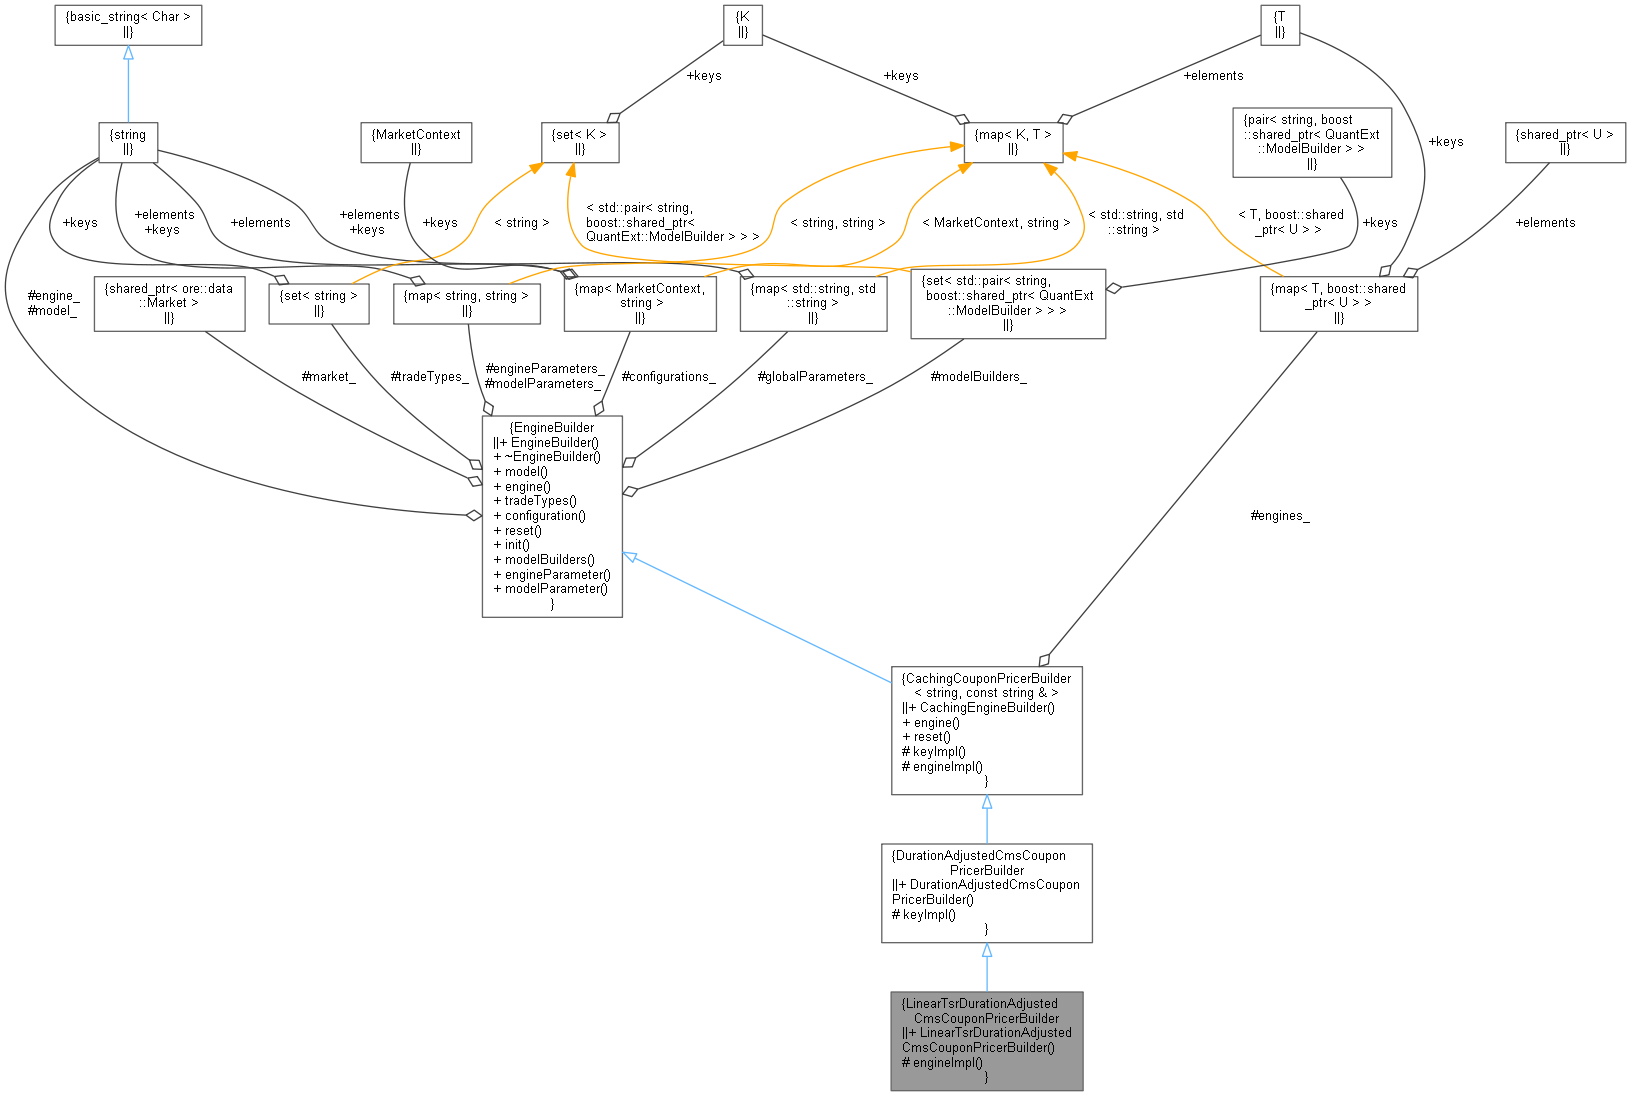 {basic_string< Char >
||}
{K
||}
{T
||}
+keys
+keys
+elements
{string
||}
{MarketContext
||}
{set< K >
||}
{map< K, T >
||}
{pair< string, boost
::shared_ptr< QuantExt
::ModelBuilder > >
||}
+keys
{shared_ptr< U >
||}
+keys
+elements
+keys
+elements
+elements
+keys
+keys
< string >
< std::pair< string,
boost::shared_ptr<
QuantExt::ModelBuilder > > >
< string, string >
< MarketContext, string >
< std::string, std
::string >
< T, boost::shared
_ptr< U > >
+keys
+elements
#engine_
#model_
{shared_ptr< ore::data
::Market >
||}
{set< string >
||}
{map< string, string >
||}
{map< MarketContext,
string >
||}
{map< std::string, std
::string >
||}
{set< std::pair< string,
boost::shared_ptr< QuantExt
::ModelBuilder > > >
||}
{map< T, boost::shared
_ptr< U > >
||}
#market_
#tradeTypes_
#engineParameters_
#modelParameters_
#configurations_
#globalParameters_
#modelBuilders_
{EngineBuilder
||+ EngineBuilder()
+ ~EngineBuilder()
+ model()
+ engine()
+ tradeTypes()
+ configuration()
+ reset()
+ init()
+ modelBuilders()
+ engineParameter()
+ modelParameter()
}
#engines_
{CachingCouponPricerBuilder
< string, const string & >
||+ CachingEngineBuilder()
+ engine()
+ reset()
# keyImpl()
# engineImpl()
}
{DurationAdjustedCmsCoupon
PricerBuilder
||+ DurationAdjustedCmsCoupon
PricerBuilder()
# keyImpl()
}
{LinearTsrDurationAdjusted
CmsCouponPricerBuilder
||+ LinearTsrDurationAdjusted
CmsCouponPricerBuilder()
# engineImpl()
}